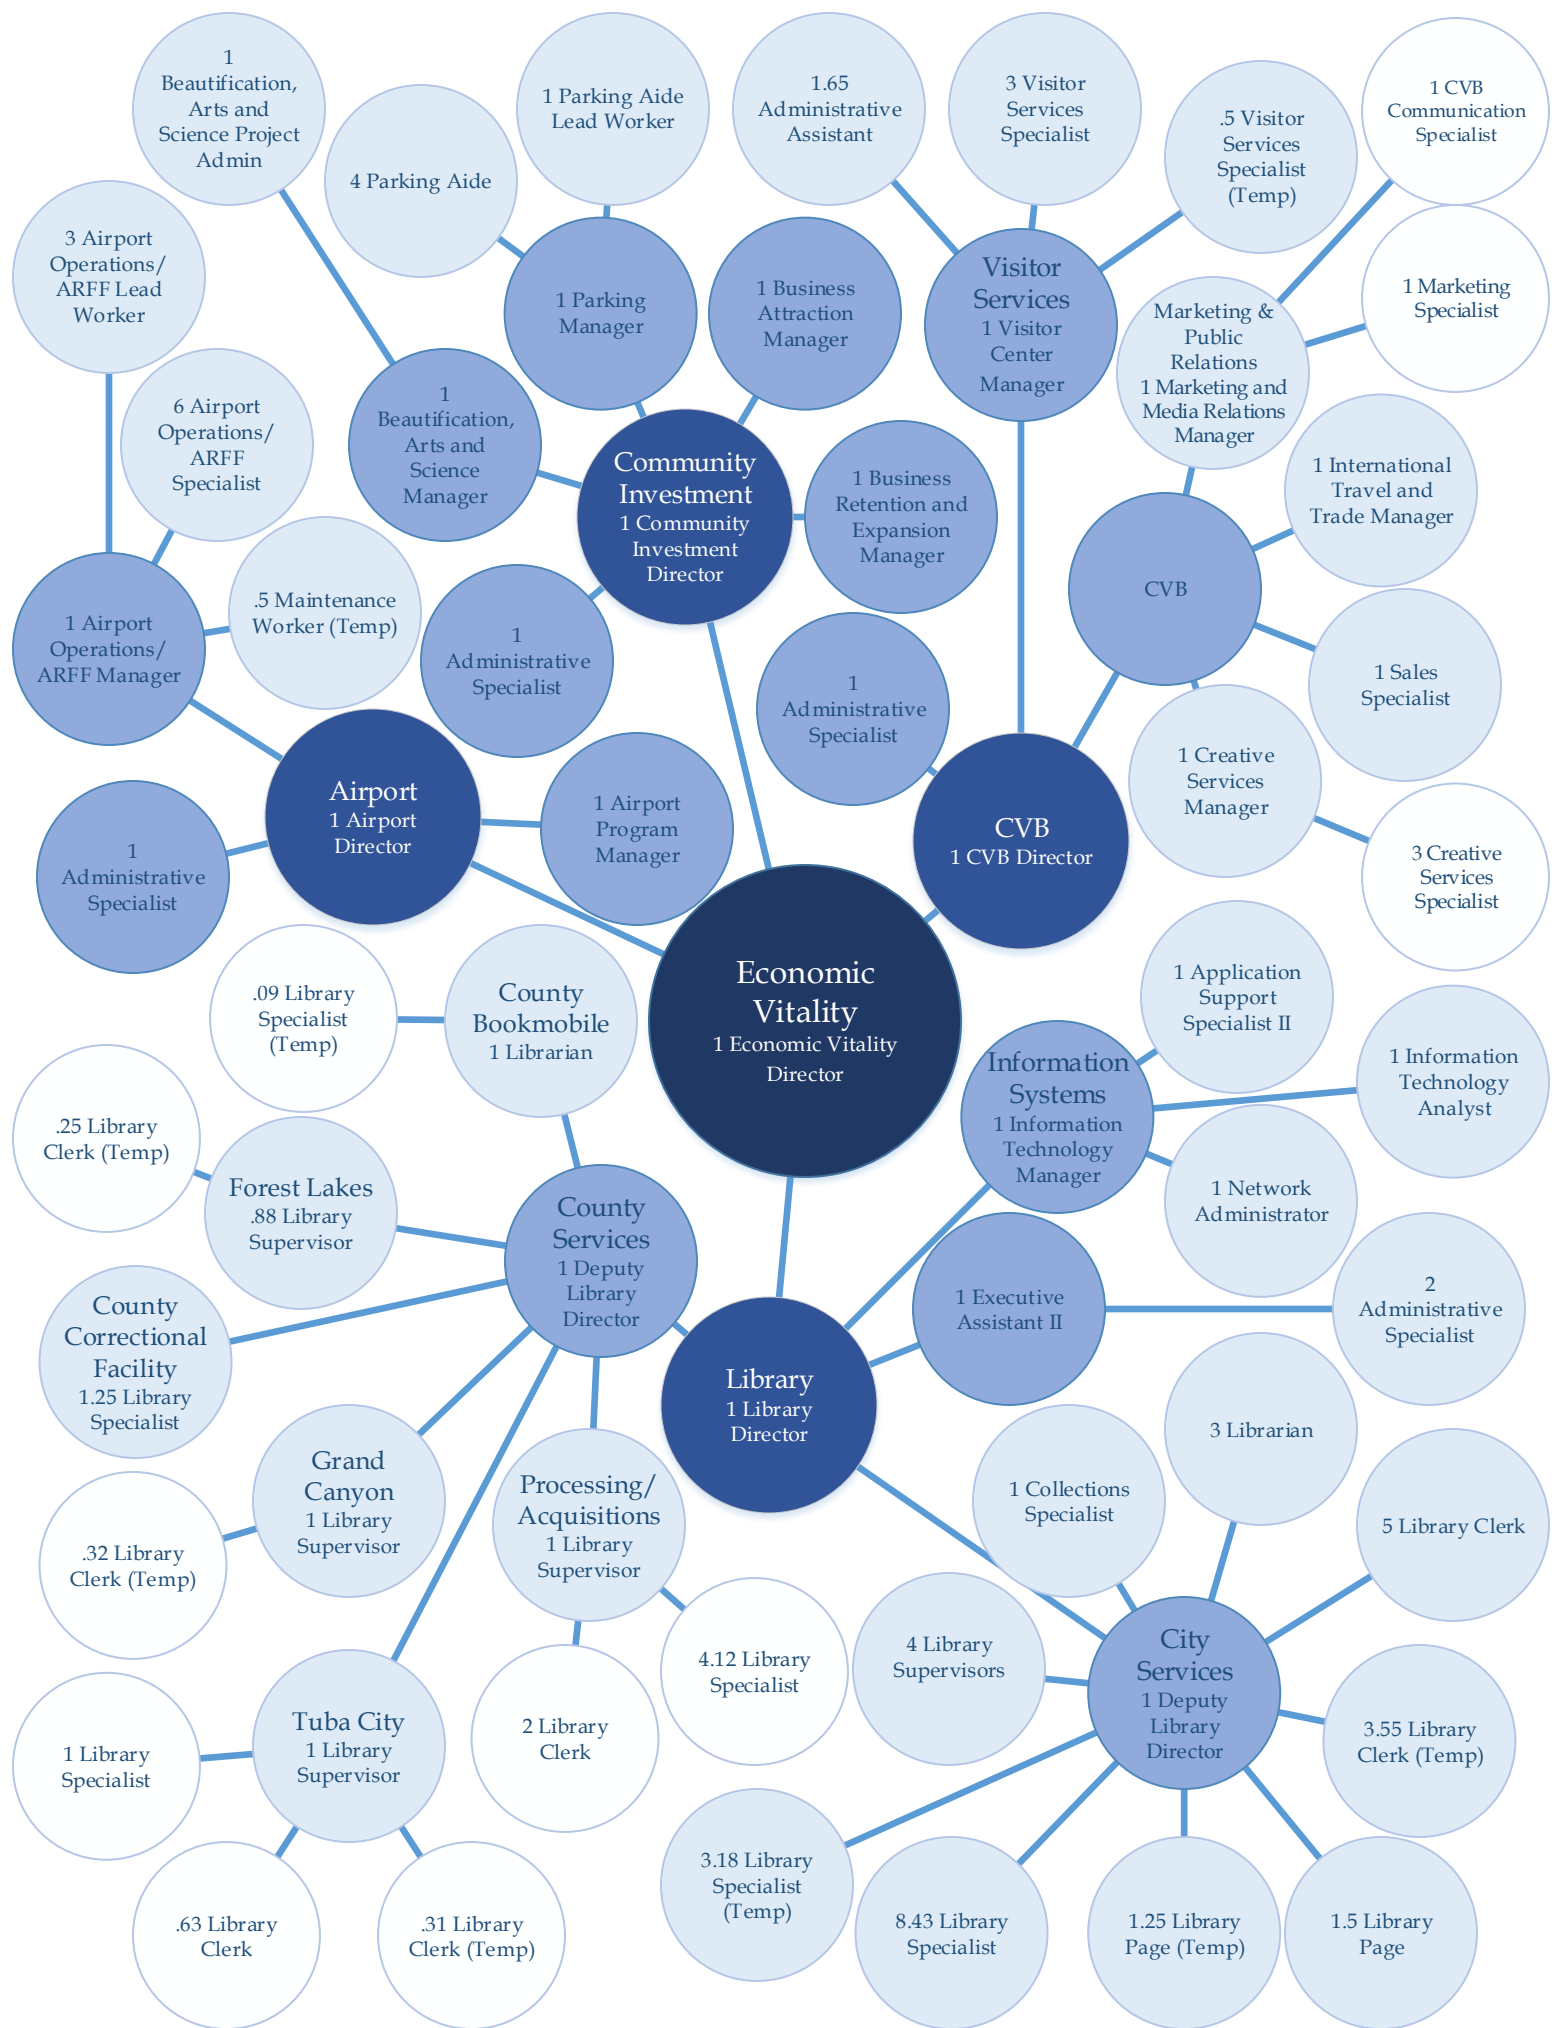 1
Beautification,
Arts and
Science Project
Admin
4 Parking Aide
1 Parking Aide
Lead Worker
1.65
Administrative
Assistant
3 Visitor
Services
Specialist
.5 Visitor
Services
Specialist
(Temp)
1 CVB
Communication
Specialist
3 Airport
Operations/
ARFF Lead
Worker
6 Airport
Operations/
ARFF
Specialist
1
Beautification,
Arts and
Science
Manager
1 Parking
Manager
1 Business
Attraction
Manager
Visitor
Services
1 Visitor
Center
Manager
Marketing &
Public
Relations
1 Marketing and
Media Relations
Manager
1 Marketing
Specialist
Community
Investment
1 Community
Investment
Director
1 Business
Retention and
Expansion
Manager
1 International
Travel and
Trade Manager
CVB
1 Airport
Operations/
ARFF Manager
.5 Maintenance
Worker (Temp)
1
Administrative
Specialist
1
Administrative
Specialist
1 Sales
Specialist
1 Creative
Services
Manager
Airport
1 Airport
Director
1 Airport
Program
Manager
CVB
1 CVB Director
3 Creative
Services
Specialist
1
Administrative
Specialist
.09 Library
Specialist
(Temp)
County
Bookmobile
1 Librarian
Economic
Vitality
1 Economic Vitality
Director
1 Application
Support
Specialist II
Information
Systems
1 Information
Technology
Manager
1 Information
Technology
Analyst
.25 Library
Clerk (Temp)
Forest Lakes
.88 Library
Supervisor
County
Services
1 Deputy
Library
Director
1 Network
Administrator
1 Executive
Assistant II
2
Administrative
Specialist
County
Correctional
Facility
1.25 Library
Specialist
Library
1 Library
Director
3 Librarian
Grand
Canyon
1 Library
Supervisor
Processing/
Acquisitions
1 Library
Supervisor
1 Collections
Specialist
5 Library Clerk
.32 Library
Clerk (Temp)
4.12 Library
Specialist
4 Library
Supervisors
City
Services
1 Deputy
Library
Director
3.55 Library
Clerk (Temp)
1 Library
Specialist
Tuba City
1 Library
Supervisor
2 Library
Clerk
.63 Library
Clerk
.31 Library
Clerk (Temp)
3.18 Library
Specialist
(Temp)
8.43 Library
Specialist
1.25 Library
Page (Temp)
1.5 Library
Page